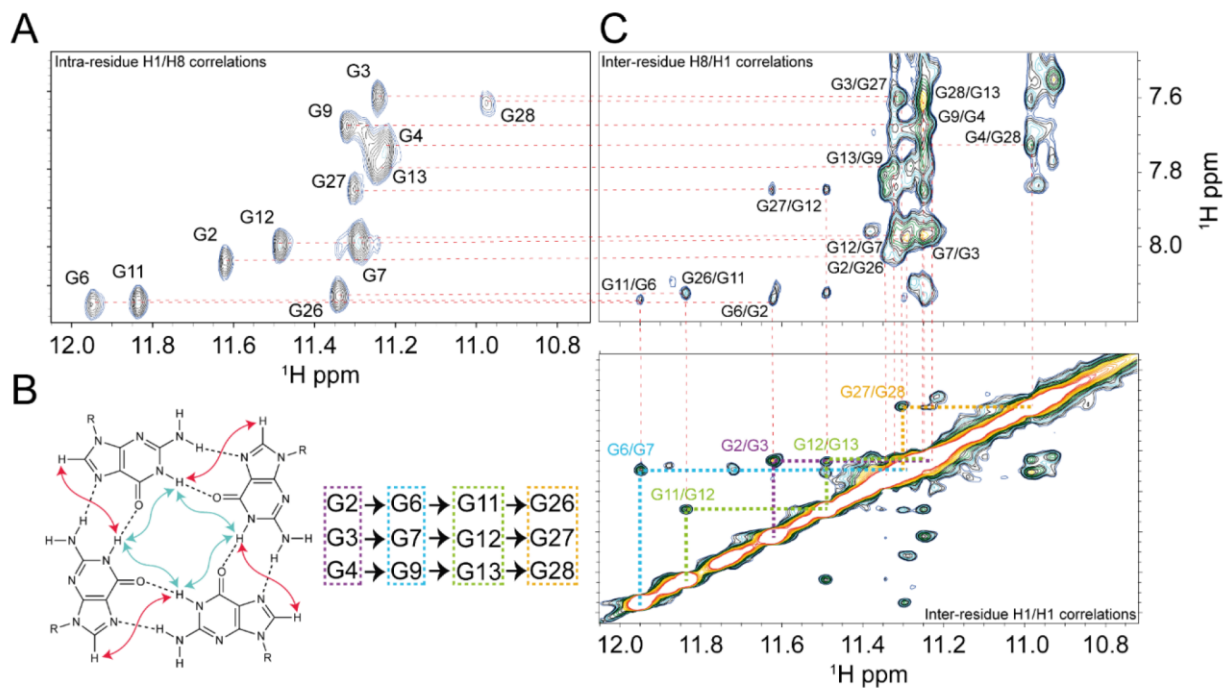 A
Intra-residue H1/H8 correlations
G3
G9
G28
G4
G27
G13
G12
G2
G7
G6
G11
G26
12.0 11.8 11.6 11.4 11.2 11.0 10.8
¹H ppm
C
Inter-residue H8/H1 correlations
G3/G27
G28/G13
G9/G4
G4/G28
G13/G9
G27/G12
G12/G7
G7/G3
G2/G26
G11/G6
G26/G11
G6/G2
7.6
7.8
8.0
¹H ppm
B
R
N
N
N
N
H
H
H
O
H
R
H
N
N
N
N
N
H
H
H
O
H
N
N
N
N
N
H
H
H
O
R
H
N
N
N
N
N
H
H
H
O
R
H
G2 → G6 → G11 → G26
G3 → G7 → G12 → G27
G4 → G9 → G13 → G28
G27/G28
G6/G7
G2/G3
G12/G13
G11/G12
Inter-residue H1/H1 correlations
12.0 11.8 11.6 11.4 11.2 11.0
¹H ppm